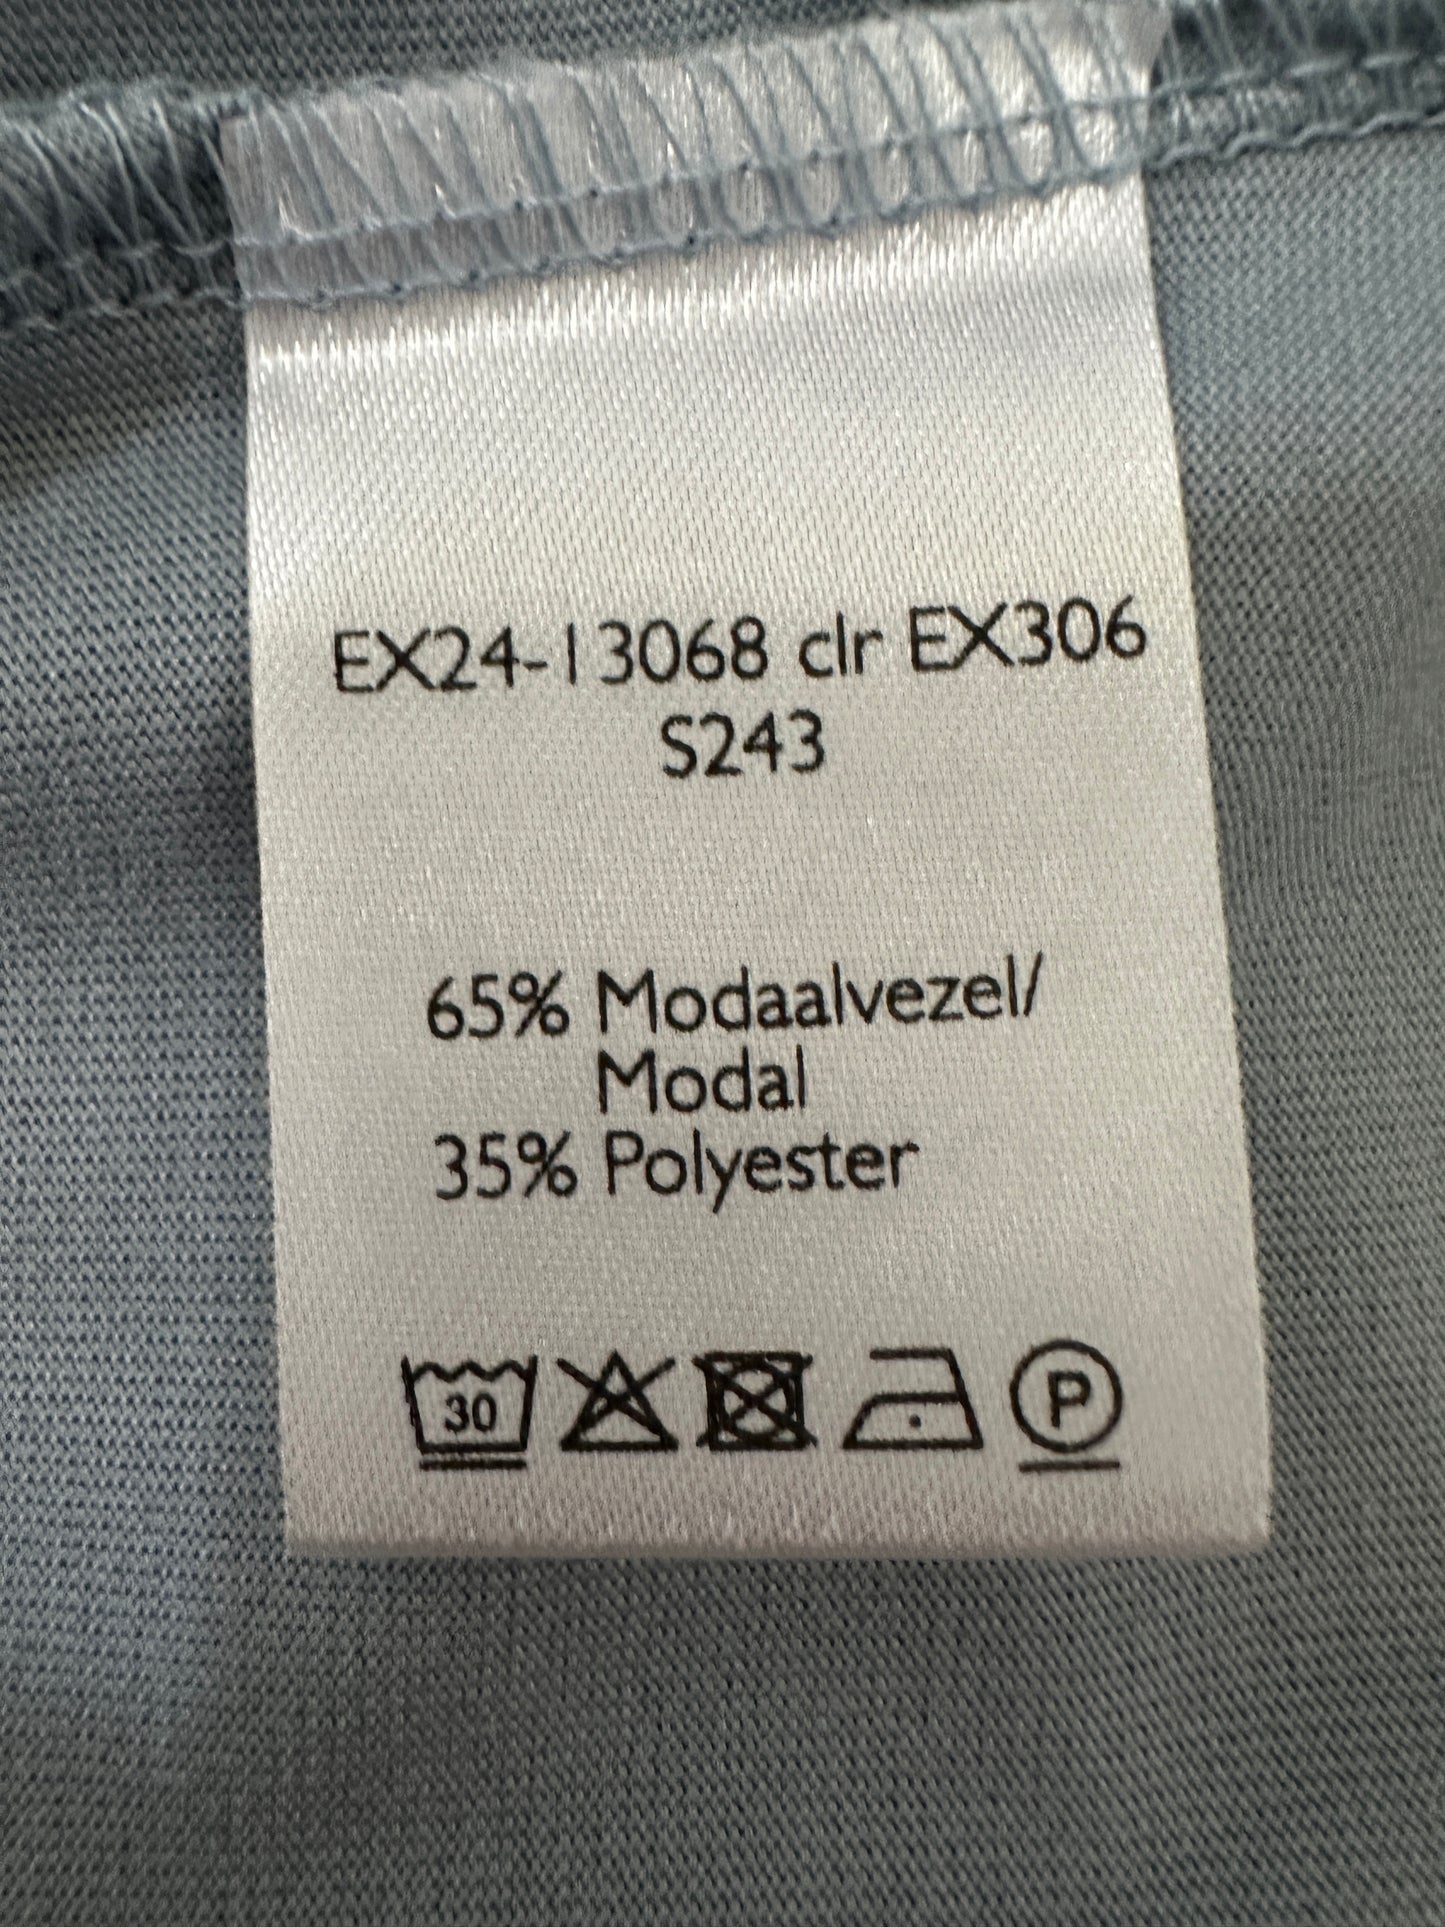 EX24-13068 clr EX306
S243
65% Modaalvezel/
Modal
35% Polyester
30 P